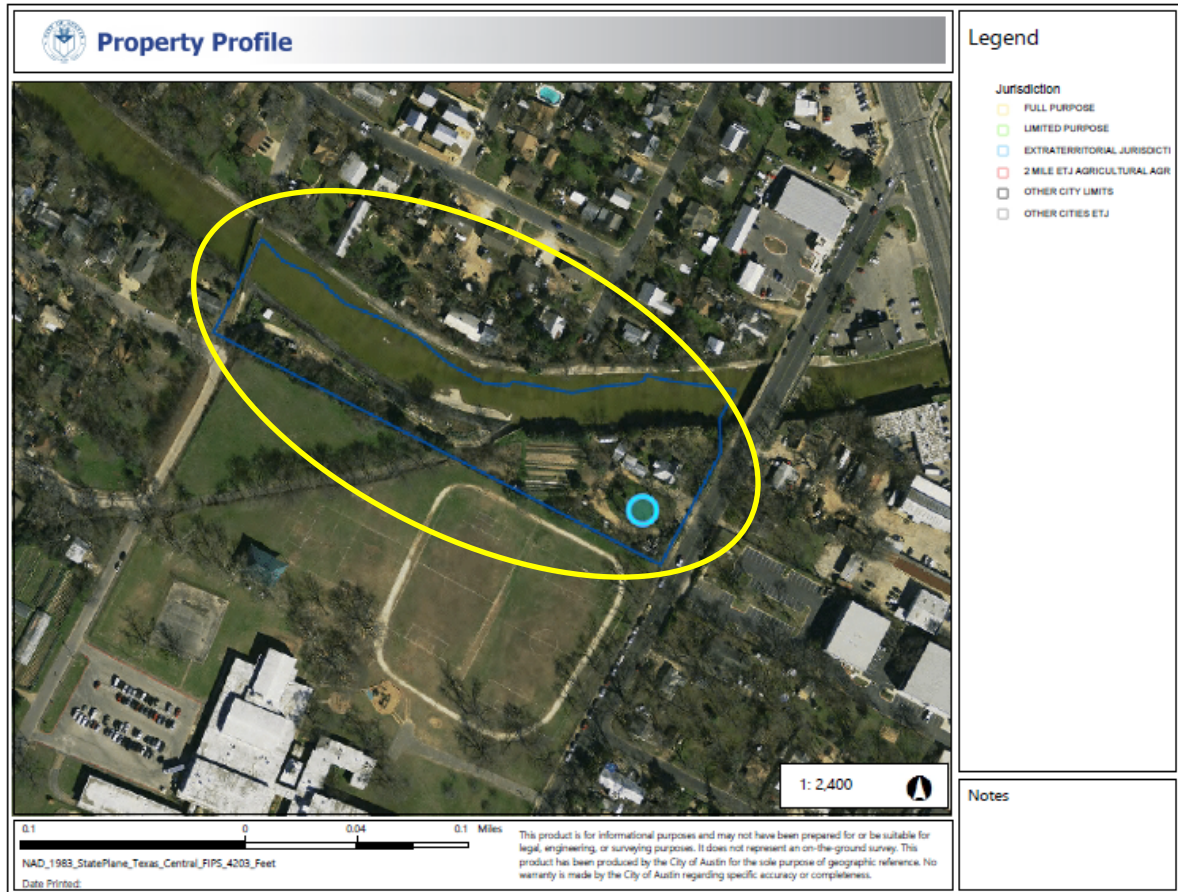 Property Profile
Legend
Jurisdiction
FULL PURPOSE
LIMITED PURPOSE
EXTRATERRITORIAL JURISDICTI
2 MILE ETJ AGRICULTURAL AGR
OTHER CITY LIMITS
OTHER CITIES ETJ
1: 2,400
Notes
0.1 0 0.04 0.1 Miles
NAD_1983_StatePlane_Texas_Central_FIPS_4203_Feet
Date Printed:
This product is for informational purposes and may not have been prepared for or be suitable for
legal, engineering, or surveying purposes. It does not represent an on-the-ground survey. This
product has been produced by the City of Austin for the sole purpose of geographic reference. No
warranty is made by the City of Austin regarding specific accuracy or completeness.